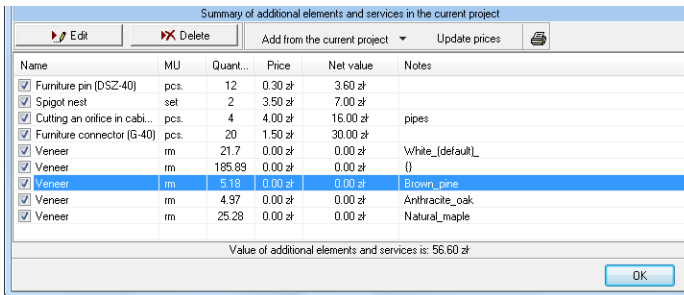 Summary of additional elements and services in the current project
Edit Delete Add from the current project Update prices
Name MU Quant... Price Net value Notes
Furniture pin (DSZ-40) pcs. 12 0.30 zł 3.60 zł
Spigot nest set 2 3.50 zł 7.00 zł
Cutting an orifice in cabi... pcs. 4 4.00 zł 16.00 zł pipes
Furniture connector (G-40) pcs. 20 1.50 zł 30.00 zł
Veneer rm 21.7 0.00 zł 0.00 zł White_(default)_
Veneer rm 185.89 0.00 zł 0.00 zł {}
Veneer rm 5.18 0.00 zł 0.00 zł Brown_pine
Veneer rm 4.97 0.00 zł 0.00 zł Anthracite_oak
Veneer rm 25.28 0.00 zł 0.00 zł Natural_maple
Value of additional elements and services is: 56.60 zł
OK